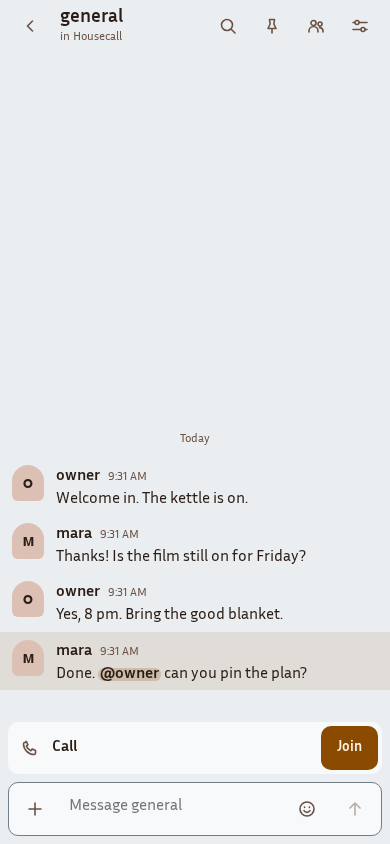 general
in Housecall
Today
O
owner 9:31 AM
Welcome in. The kettle is on.
M
mara 9:31 AM
Thanks! Is the film still on for Friday?
O
owner 9:31 AM
Yes, 8 pm. Bring the good blanket.
M
mara 9:31 AM
Done. @owner can you pin the plan?
Call
Join
Message general